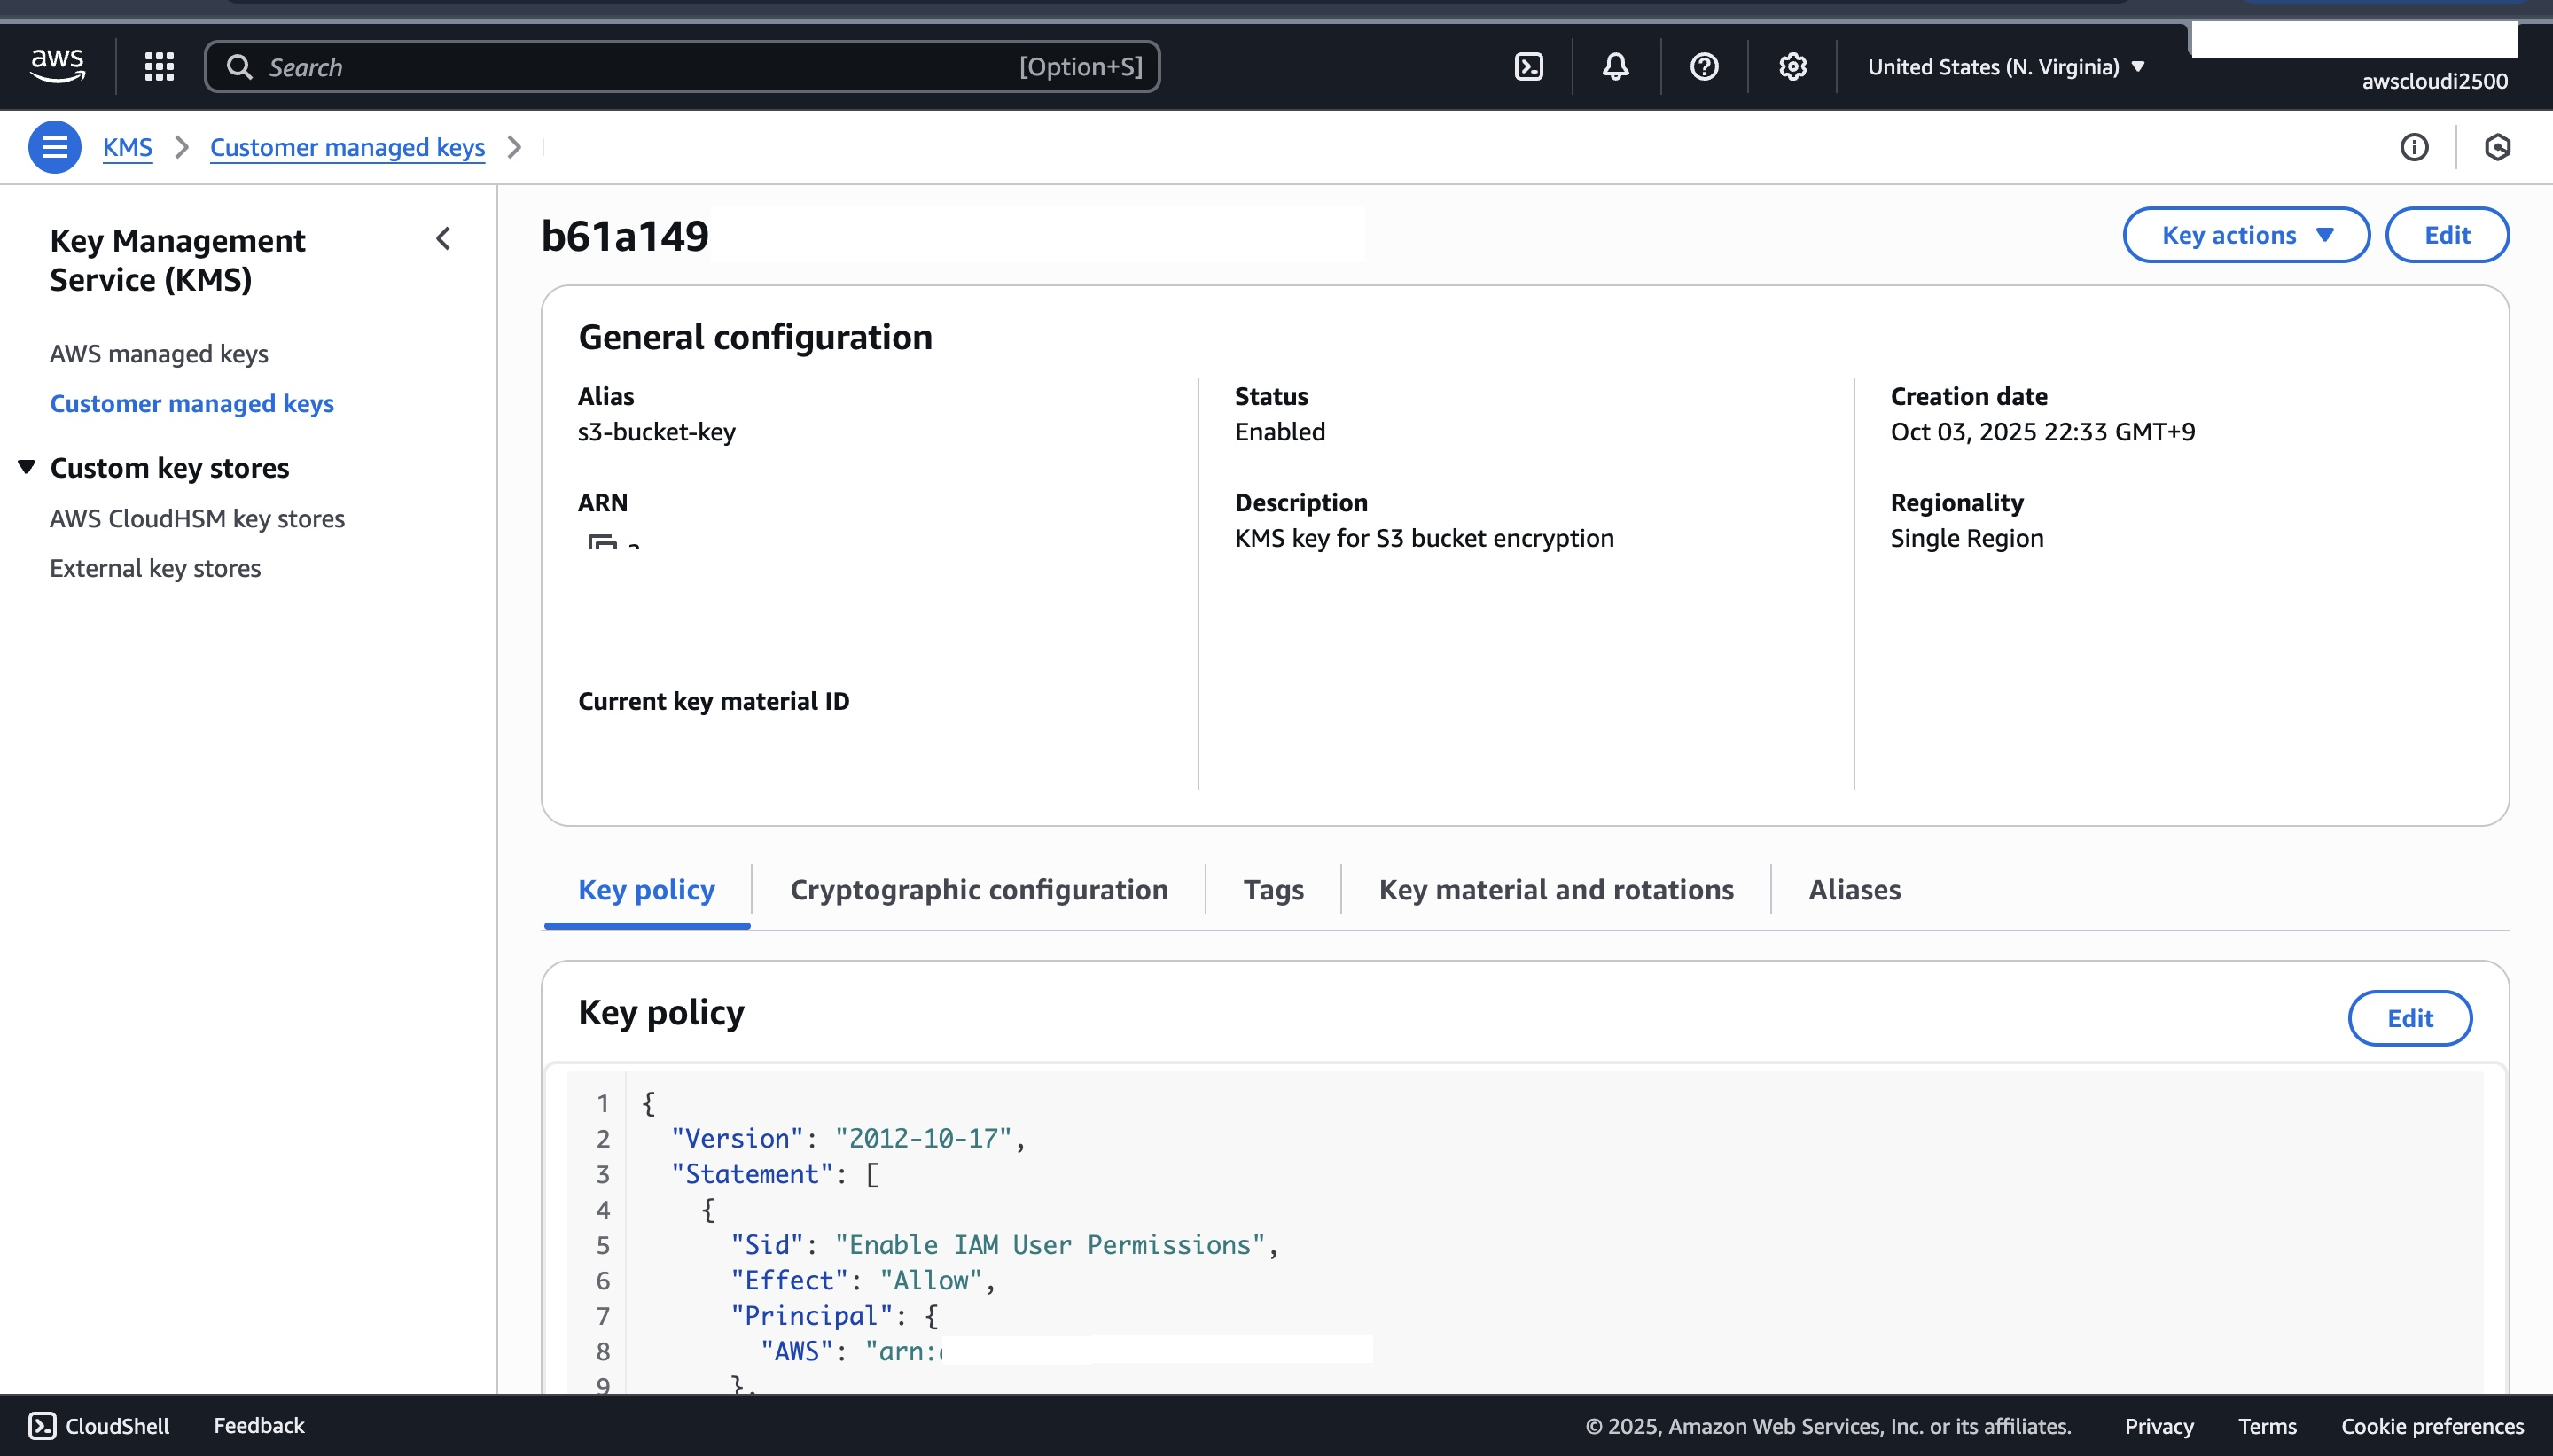 aws
Search
[Option+S]
United States (N. Virginia)
awscloudi2500
KMS
Customer managed keys
Key Management
Service (KMS)
AWS managed keys
Customer managed keys
Custom key stores
AWS CloudHSM key stores
External key stores
b61a149
Key actions
Edit
General configuration
Alias
s3-bucket-key
ARN
Current key material ID
Status
Enabled
Description
KMS key for S3 bucket encryption
Creation date
Oct 03, 2025 22:33 GMT+9
Regionality
Single Region
Key policy
Cryptographic configuration
Tags
Key material and rotations
Aliases
Key policy
Edit
1 {
2 "Version": "2012-10-17",
3 "Statement": [
4 {
5 "Sid": "Enable IAM User Permissions",
6 "Effect": "Allow",
7 "Principal": {
8 "AWS": "arn:
9 },
CloudShell
Feedback
© 2025, Amazon Web Services, Inc. or its affiliates.
Privacy
Terms
Cookie preferences